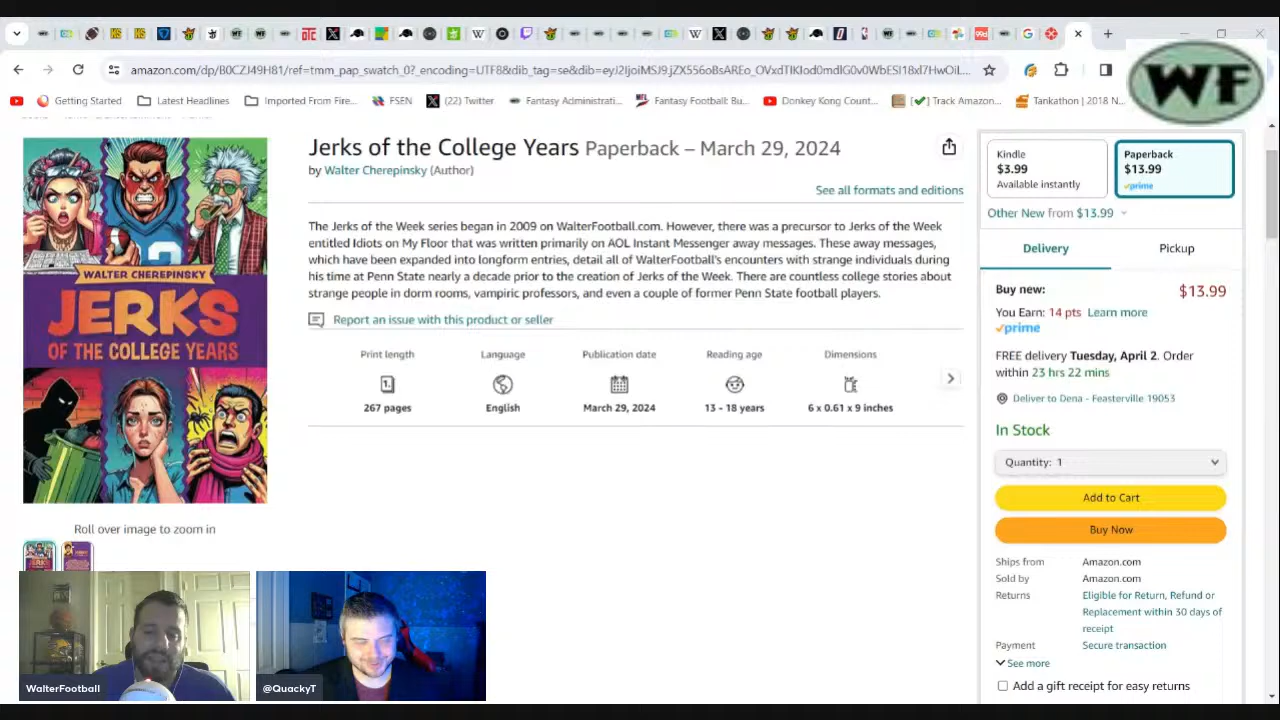 amazon.com/dp/B0CZJ49H81/ref=tmm_pap_swatch_0?_encoding=UTF8&dib_tag=se&dib=
WF
Getting Started
Latest Headlines
Imported From Fire...
FSEN
(22) Twitter
Fantasy Administrati...
Fantasy Football: Bu...
Donkey Kong Count...
Track Amazon...
Tankathon | 2018 N...
Jerks of the College Years Paperback – March 29, 2024
by Walter Cherepinsky (Author)
See all formats and editions
The Jerks of the Week series began in 2009 on WalterFootball.com. However, there was a precursor to Jerks of the Week
entitled Idiots on My Floor that was written primarily on AOL Instant Messenger away messages. These away messages,
which have been expanded into longform entries, detail all of WalterFootball's encounters with strange individuals during
his time at Penn State nearly a decade prior to the creation of Jerks of the Week. There are countless college stories about
strange people in dorm rooms, vampiric professors, and even a couple of former Penn State football players.
Report an issue with this product or seller
Print length
267 pages
Language
English
Publication date
March 29, 2024
Reading age
13 - 18 years
Dimensions
6 x 0.61 x 9 inches
WALTER CHEREPINSKY
JERKS
OF THE COLLEGE YEARS
Roll over image to zoom in
Kindle
$3.99
Available instantly
Paperback
$13.99
prime
Other New from $13.99
Delivery
Pickup
Buy new:
$13.99
You Earn: 14 pts Learn more
prime
FREE delivery Tuesday, April 2. Order
within 23 hrs 22 mins
Deliver to Dena - Feasterville 19053
In Stock
Quantity: 1
Add to Cart
Buy Now
Ships from Amazon.com
Sold by Amazon.com
Returns Eligible for Return, Refund or
Replacement within 30 days of
receipt
Payment Secure transaction
See more
Add a gift receipt for easy returns
WalterFootball
@QuackyT